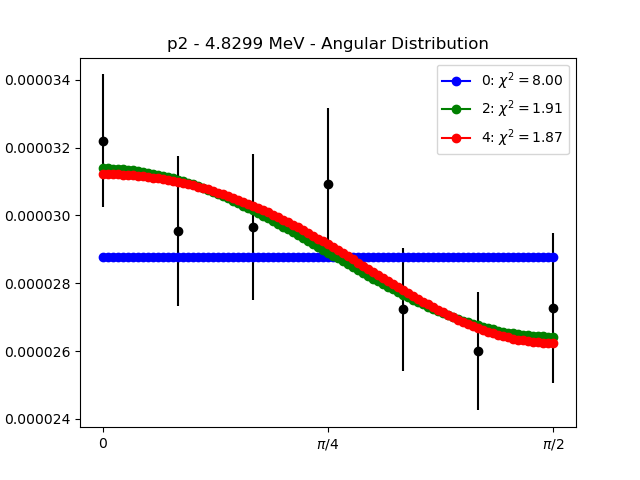 p2 - 4.8299 MeV - Angular Distribution
0: χ² = 8.00
2: χ² = 1.91
4: χ² = 1.87
0.000034
0.000032
0.000030
0.000028
0.000026
0.000024
0 π/4 π/2